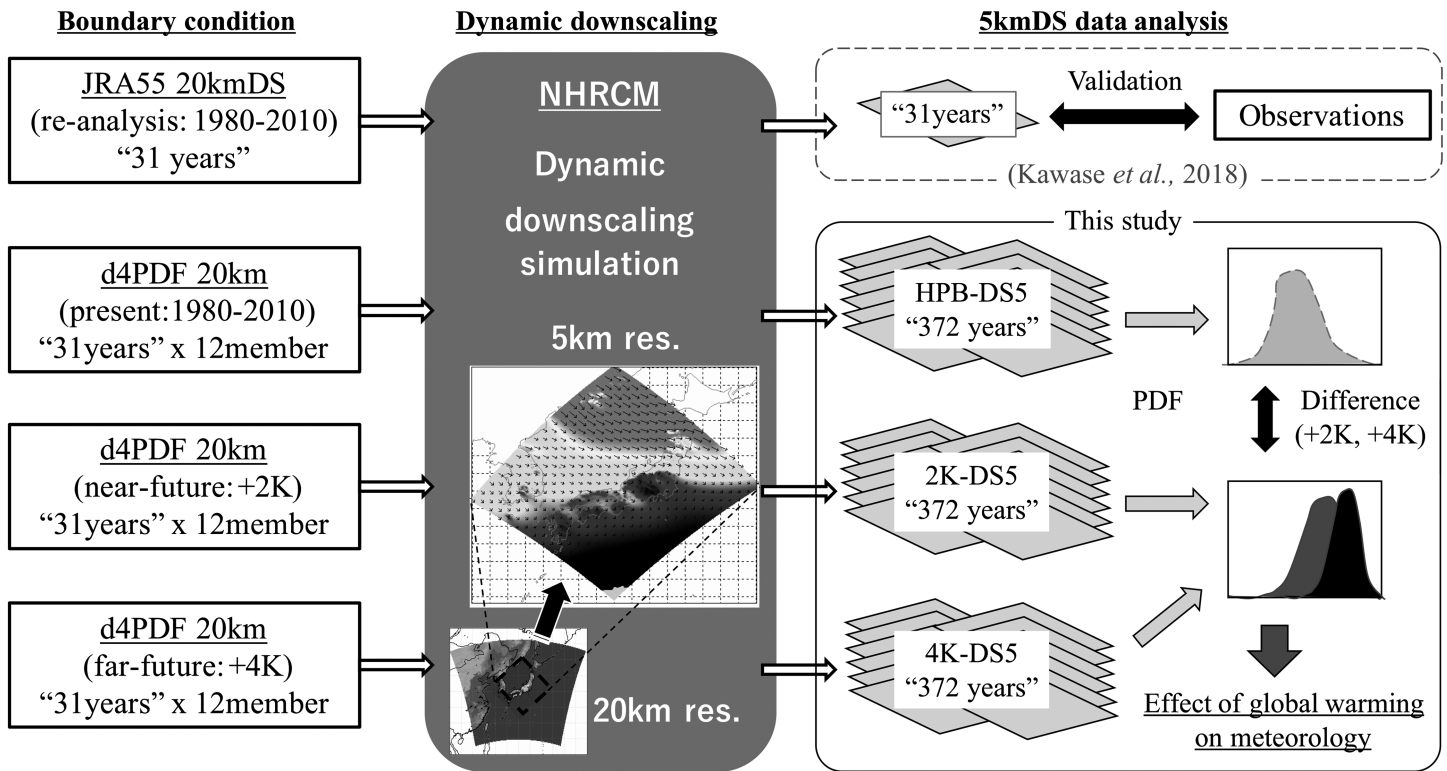 Boundary condition
Dynamic downscaling
5kmDS data analysis
JRA55 20kmDS
(re-analysis: 1980-2010)
“31 years”
d4PDF 20km
(present:1980-2010)
“31years” x 12member
d4PDF 20km
(near-future: +2K)
“31years” x 12member
d4PDF 20km
(far-future: +4K)
“31years” x 12member
NHRCM
Dynamic
downscaling
simulation
5km res.
20km res.
“31years”
Validation
Observations
(Kawase et al., 2018)
This study
HPB-DS5
“372 years”
PDF
Difference
(+2K, +4K)
2K-DS5
“372 years”
4K-DS5
“372 years”
Effect of global warming
on meteorology